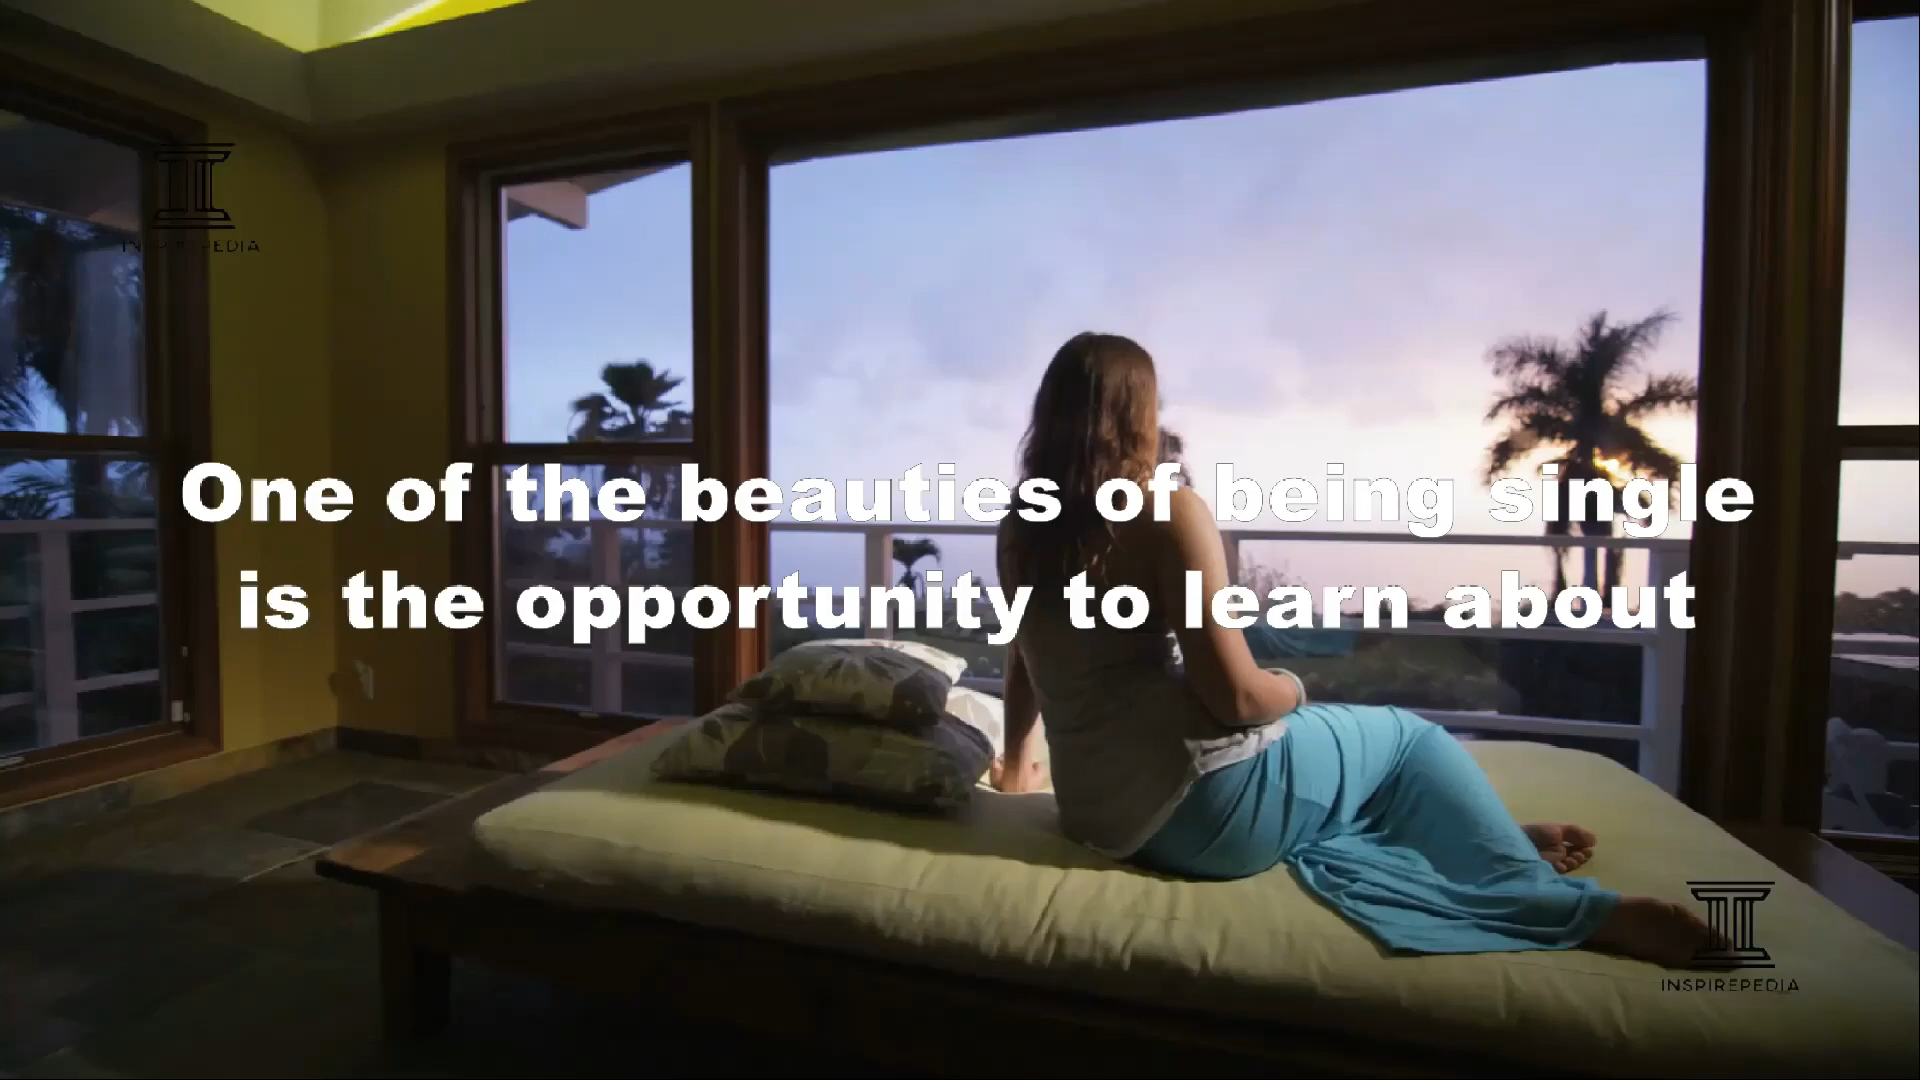 INSPIREPEDIA
One of the beauties of being single
is the opportunity to learn about
INSPIREPEDIA